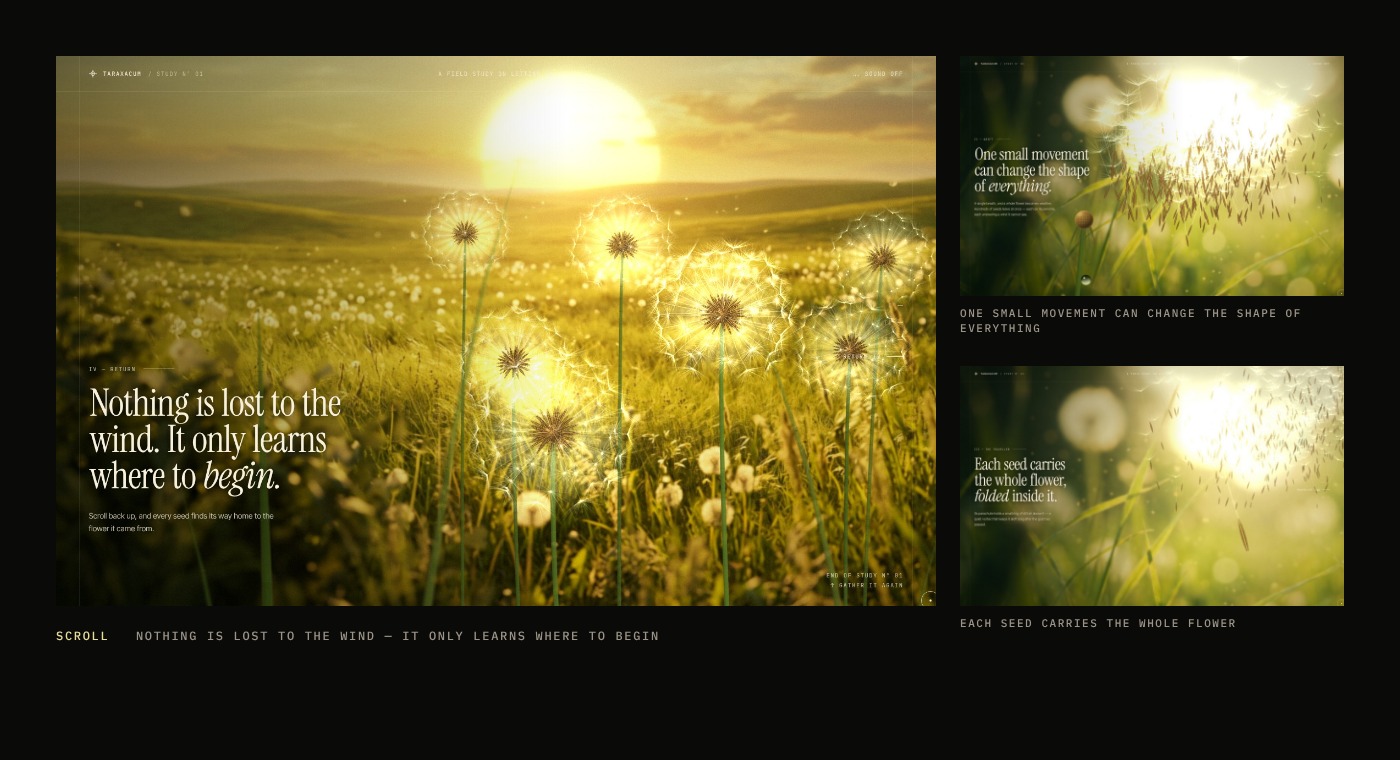 TARAXACUM / STUDY N° 01
A FIELD STUDY IN LETTING
SOUND OFF
IV — RETURN
Nothing is lost to the
wind. It only learns
where to begin.
Scroll back up, and every seed finds its way home to the
flower it came from.
END OF STUDY N° 01
↑ GATHER IT AGAIN
SCROLL NOTHING IS LOST TO THE WIND — IT ONLY LEARNS WHERE TO BEGIN
One small movement
can change the shape
of everything.
ONE SMALL MOVEMENT CAN CHANGE THE SHAPE OF
EVERYTHING
Each seed carries
the whole flower,
folded inside it.
EACH SEED CARRIES THE WHOLE FLOWER